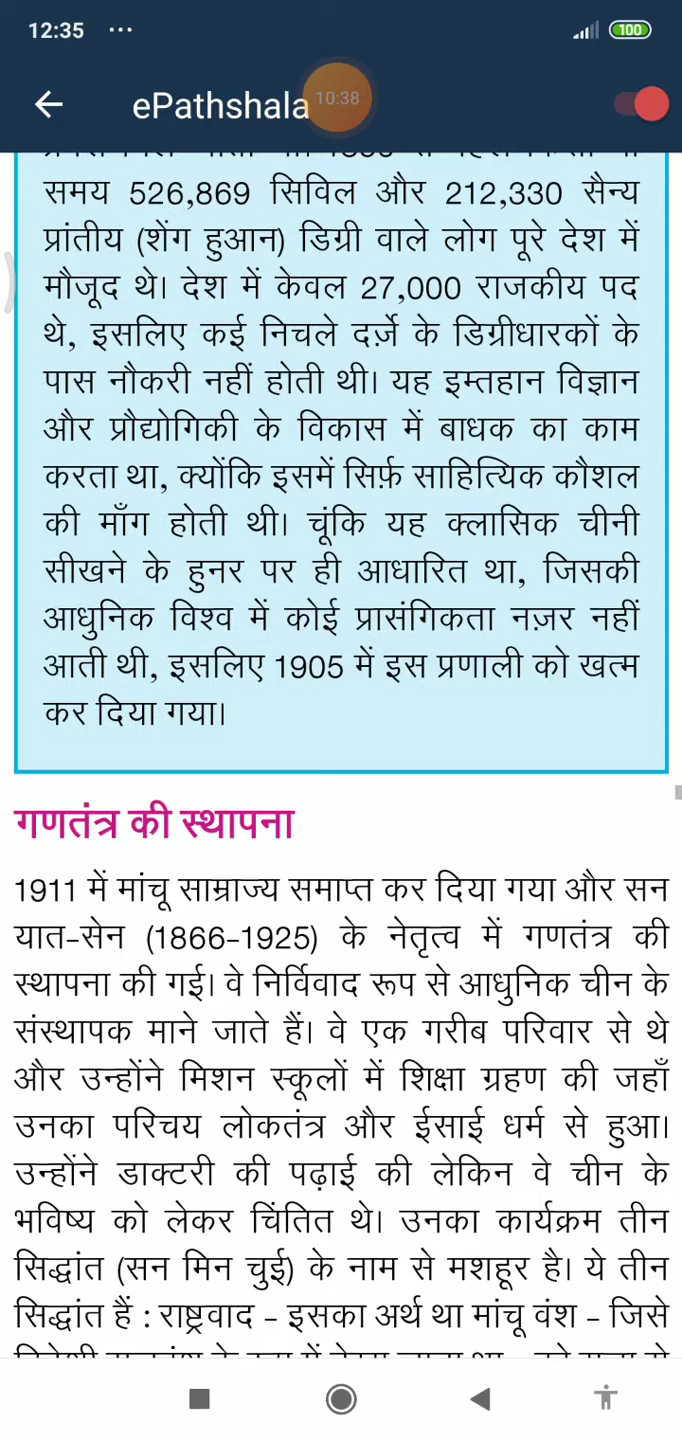 12:35 ...
100
ePathshala
10:38
समय 526,869 सिविल और 212,330 सैन्य
प्रांतीय (शेंग हुआन) डिग्री वाले लोग पूरे देश में
मौजूद थे। देश में केवल 27,000 राजकीय पद
थे, इसलिए कई निचले दर्ज़े के डिग्रीधारकों के
पास नौकरी नहीं होती थी। यह इम्तहान विज्ञान
और प्रौद्योगिकी के विकास में बाधक का काम
करता था, क्योंकि इसमें सिर्फ़ साहित्यिक कौशल
की माँग होती थी। चूंकि यह क्लासिक चीनी
सीखने के हुनर पर ही आधारित था, जिसकी
आधुनिक विश्व में कोई प्रासंगिकता नज़र नहीं
आती थी, इसलिए 1905 में इस प्रणाली को खत्म
कर दिया गया।
गणतंत्र की स्थापना
1911 में मांचू साम्राज्य समाप्त कर दिया गया और सन
यात-सेन (1866-1925) के नेतृत्व में गणतंत्र की
स्थापना की गई। वे निर्विवाद रूप से आधुनिक चीन के
संस्थापक माने जाते हैं। वे एक गरीब परिवार से थे
और उन्होंने मिशन स्कूलों में शिक्षा ग्रहण की जहाँ
उनका परिचय लोकतंत्र और ईसाई धर्म से हुआ।
उन्होंने डाक्टरी की पढ़ाई की लेकिन वे चीन के
भविष्य को लेकर चिंतित थे। उनका कार्यक्रम तीन
सिद्धांत (सन मिन चुई) के नाम से मशहूर है। ये तीन
सिद्धांत हैं : राष्ट्रवाद - इसका अर्थ था मांचू वंश - जिसे